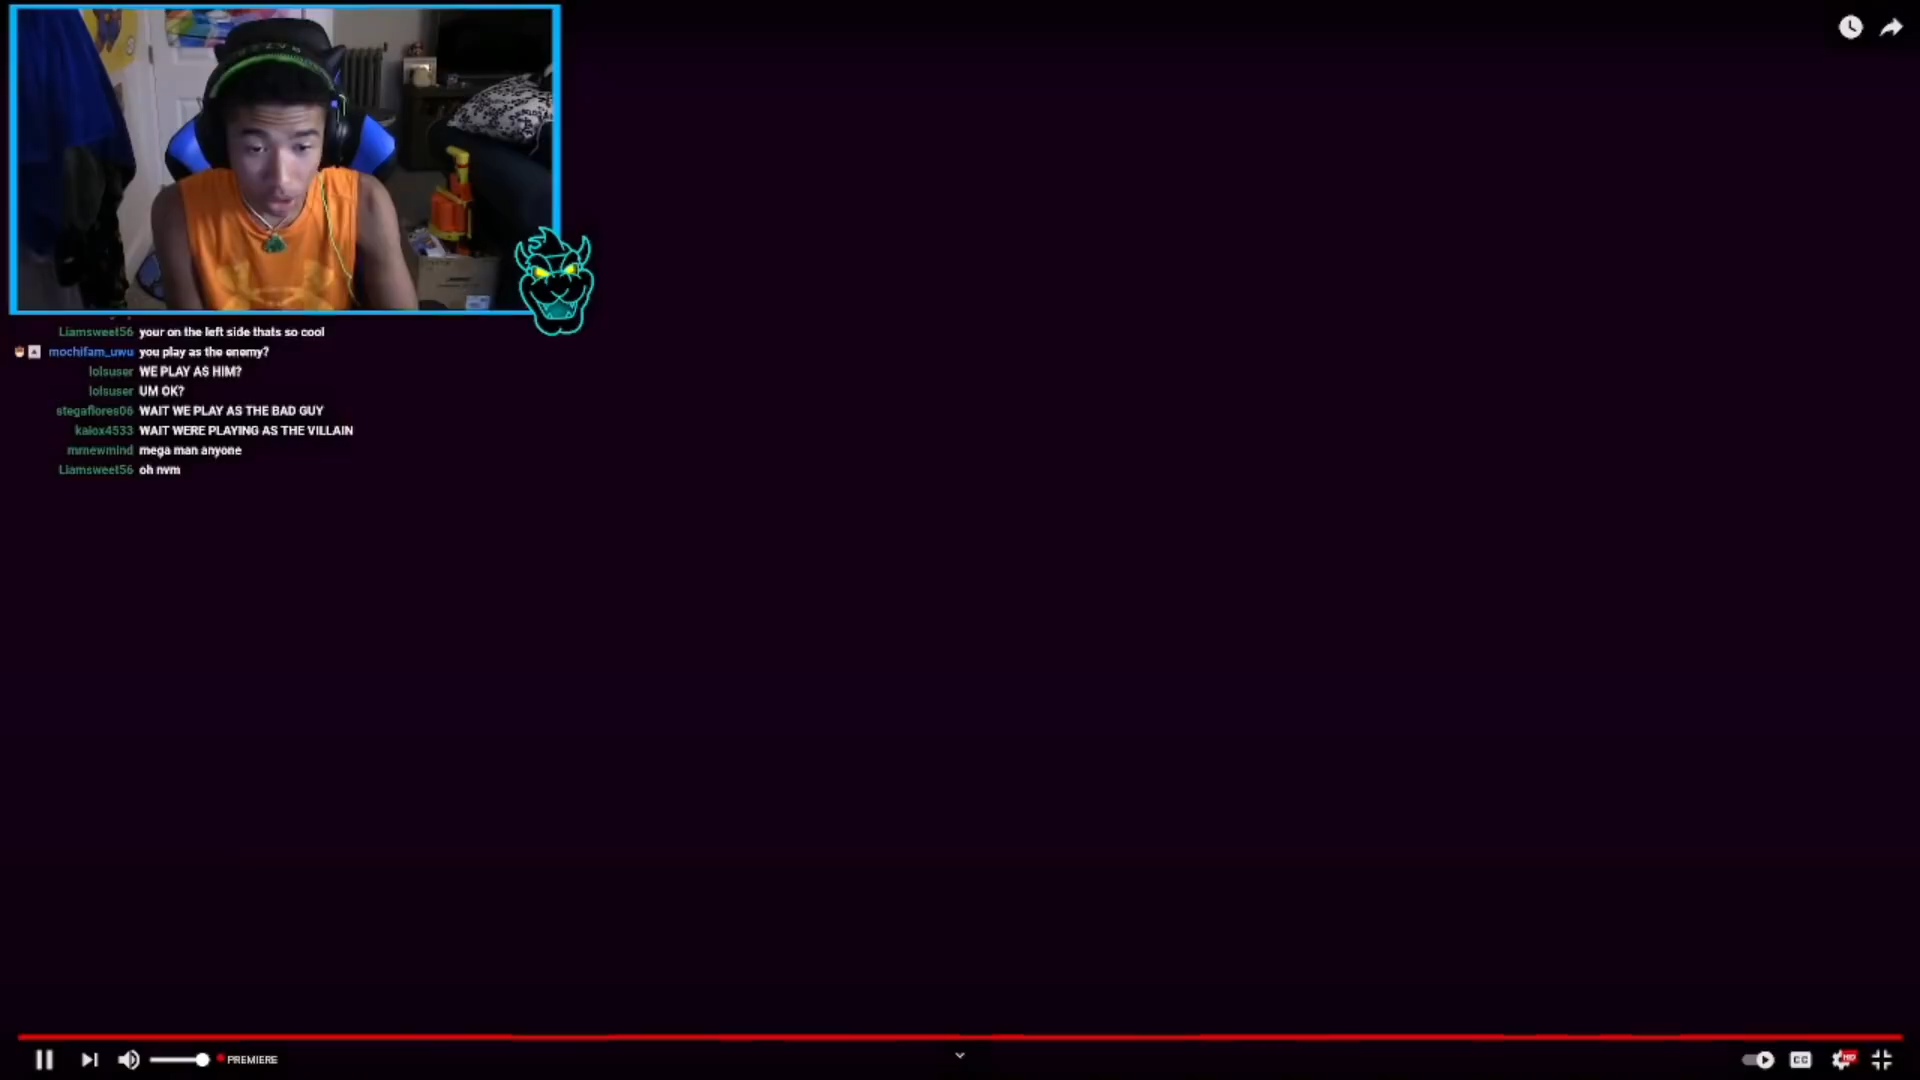 Liamsweet56 your on the left side thats so cool
mochifam_uwu you play as the enemy?
lolsuser WE PLAY AS HIM?
lolsuser UM OK?
stegaflores06 WAIT WE PLAY AS THE BAD GUY
kaiox4533 WAIT WERE PLAYING AS THE VILLAIN
mrnewmind mega man anyone
Liamsweet56 oh nvm
PREMIERE
CC
HD